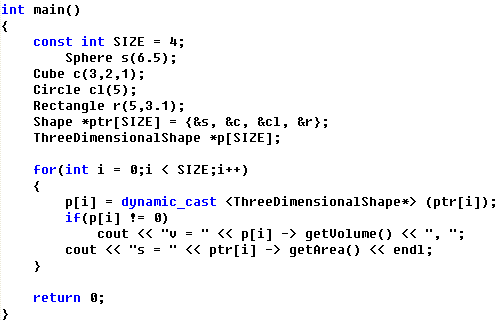 int main()
{
    const int SIZE = 4;
        Sphere s(6.5);
    Cube c(3,2,1);
    Circle cl(5);
    Rectangle r(5,3.1);
    Shape *ptr[SIZE] = {&s, &c, &cl, &r};
    ThreeDimensionalShape *p[SIZE];

    for(int i = 0;i < SIZE;i++)
    {
        p[i] = dynamic_cast <ThreeDimensionalShape*> (ptr[i]);
        if(p[i] != 0)
            cout << "v = " << p[i] -> getVolume() << ", ";
        cout << "s = " << ptr[i] -> getArea() << endl;
    }

    return 0;
}